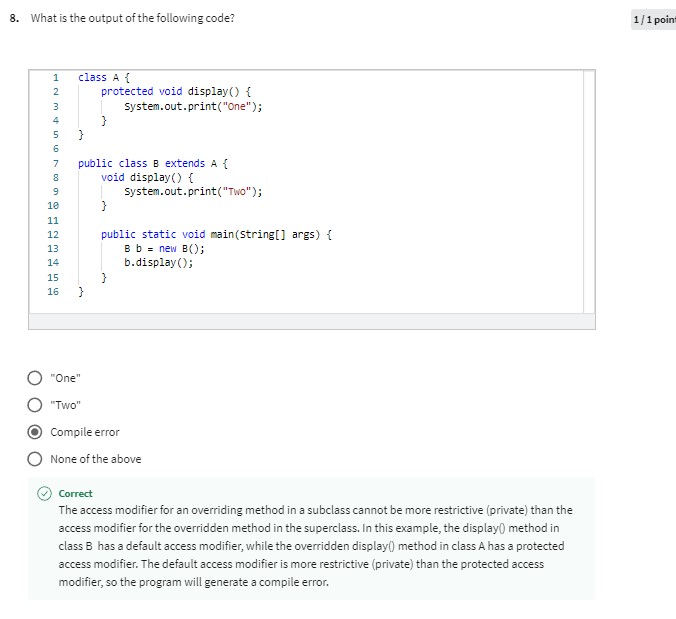 8. What is the output of the following code?
1 / 1 point
1 class A {
2 protected void display() {
3 System.out.print("One");
4 }
5 }
6
7 public class B extends A {
8 void display() {
9 System.out.print("Two");
10 }
11
12 public static void main(String[] args) {
13 B b = new B();
14 b.display();
15 }
16 }
"One"
"Two"
Compile error
None of the above
Correct
The access modifier for an overriding method in a subclass cannot be more restrictive (private) than the
access modifier for the overridden method in the superclass. In this example, the display() method in
class B has a default access modifier, while the overridden display() method in class A has a protected
access modifier. The default access modifier is more restrictive (private) than the protected access
modifier, so the program will generate a compile error.